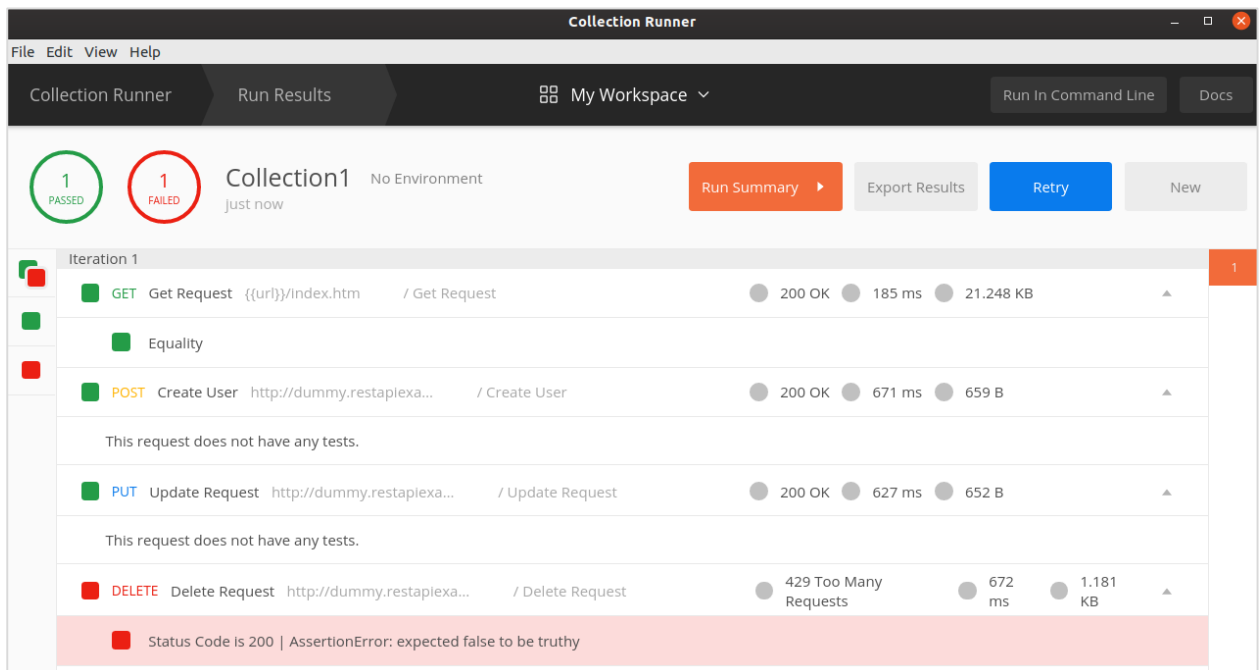 Collection Runner
File Edit View Help
Collection Runner Run Results My Workspace Run In Command Line Docs
1 PASSED
1 FAILED
Collection1 No Environment
just now
Run Summary Export Results Retry New
Iteration 1
1
GET Get Request {{url}}/index.htm / Get Request 200 OK 185 ms 21.248 KB
Equality
POST Create User http://dummy.restapiexa... / Create User 200 OK 671 ms 659 B
This request does not have any tests.
PUT Update Request http://dummy.restapiexa... / Update Request 200 OK 627 ms 652 B
This request does not have any tests.
DELETE Delete Request http://dummy.restapiexa... / Delete Request 429 Too Many Requests 672 ms 1.181 KB
Status Code is 200 | AssertionError: expected false to be truthy